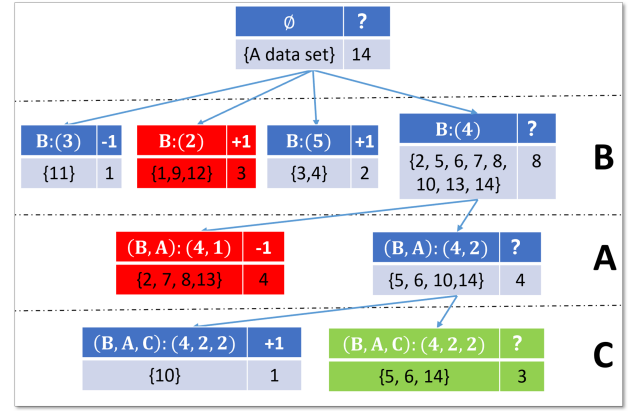 ∅ ?
{A data set} 14
B:(3) -1
{11} 1
B:(2) +1
{1,9,12} 3
B:(5) +1
{3,4} 2
B:(4) ?
{2, 5, 6, 7, 8,
10, 13, 14} 8
B
(B, A): (4, 1) -1
{2, 7, 8,13} 4
(B, A): (4, 2) ?
{5, 6, 10,14} 4
A
(B, A, C): (4, 2, 2) +1
{10} 1
(B, A, C): (4, 2, 2) ?
{5, 6, 14} 3
C